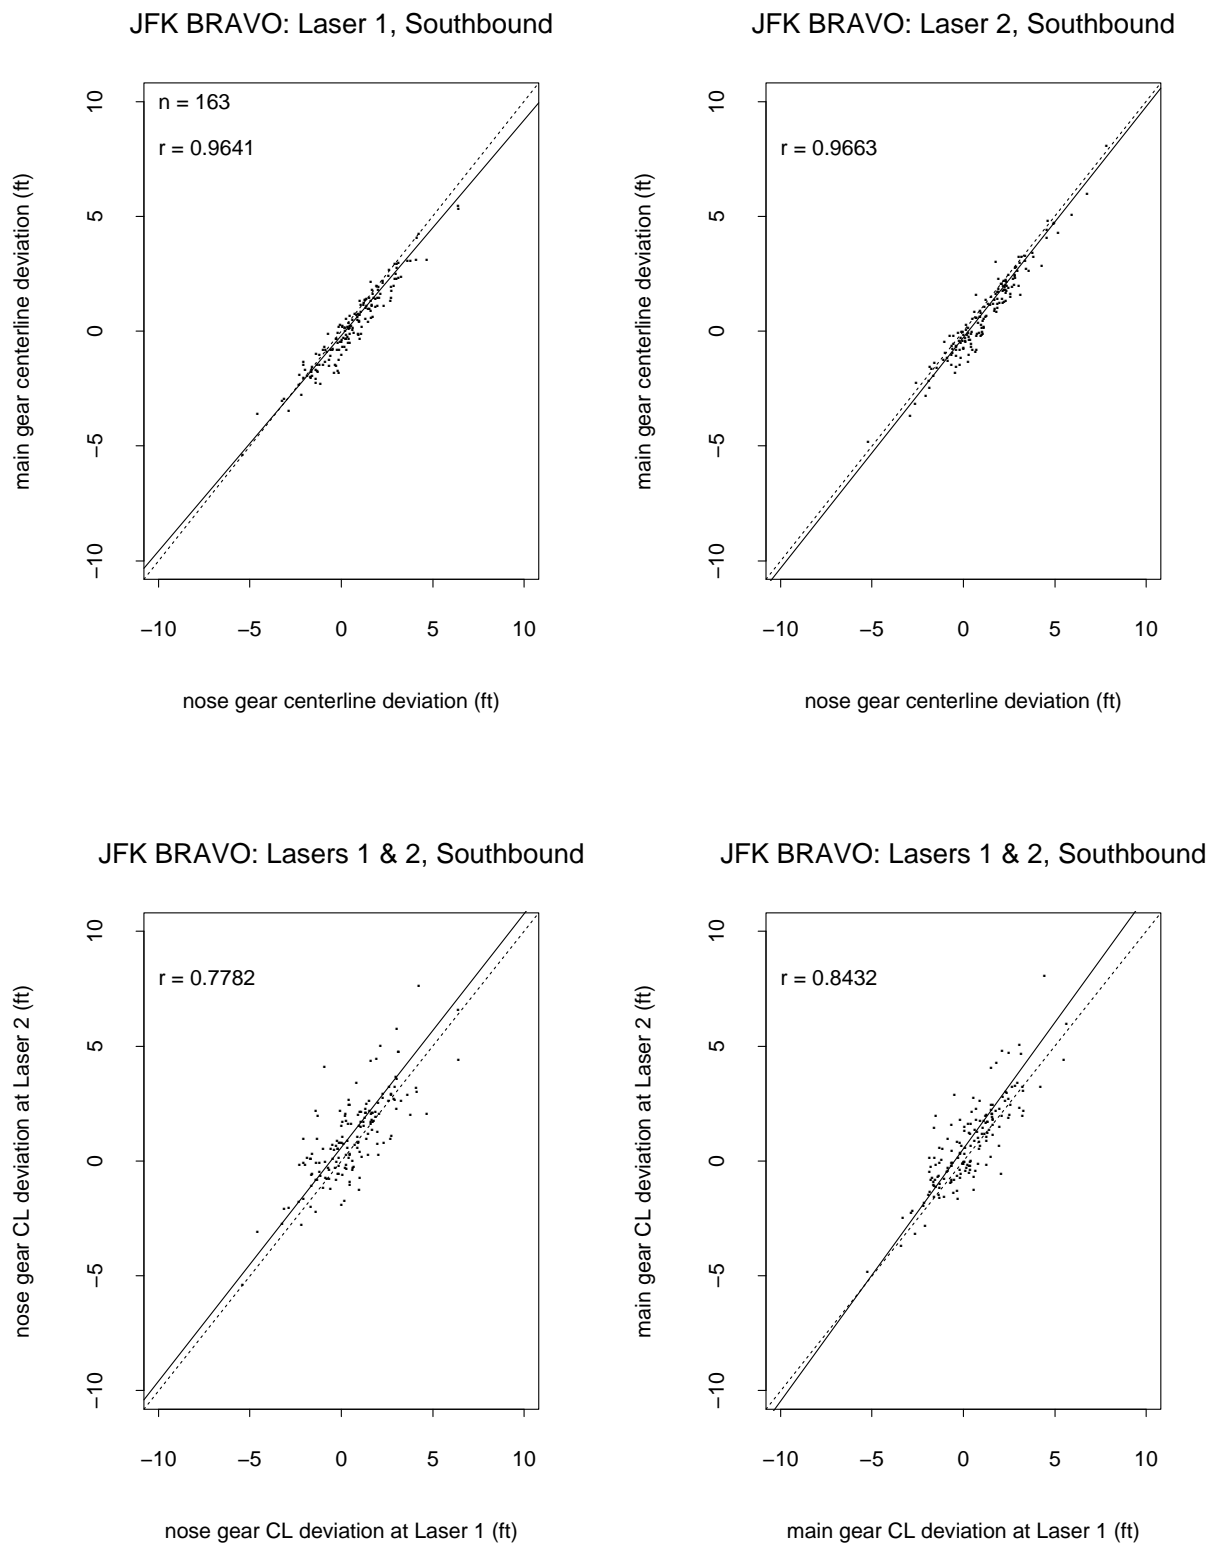 JFK BRAVO: Laser 1, Southbound
n = 163
r = 0.9641
main gear centerline deviation (ft)
10
5
0
−5
−10
−10 −5 0 5 10
nose gear centerline deviation (ft)
JFK BRAVO: Laser 2, Southbound
r = 0.9663
main gear centerline deviation (ft)
10
5
0
−5
−10
−10 −5 0 5 10
nose gear centerline deviation (ft)
JFK BRAVO: Lasers 1 & 2, Southbound
r = 0.7782
nose gear CL deviation at Laser 2 (ft)
10
5
0
−5
−10
−10 −5 0 5 10
nose gear CL deviation at Laser 1 (ft)
JFK BRAVO: Lasers 1 & 2, Southbound
r = 0.8432
main gear CL deviation at Laser 2 (ft)
10
5
0
−5
−10
−10 −5 0 5 10
main gear CL deviation at Laser 1 (ft)